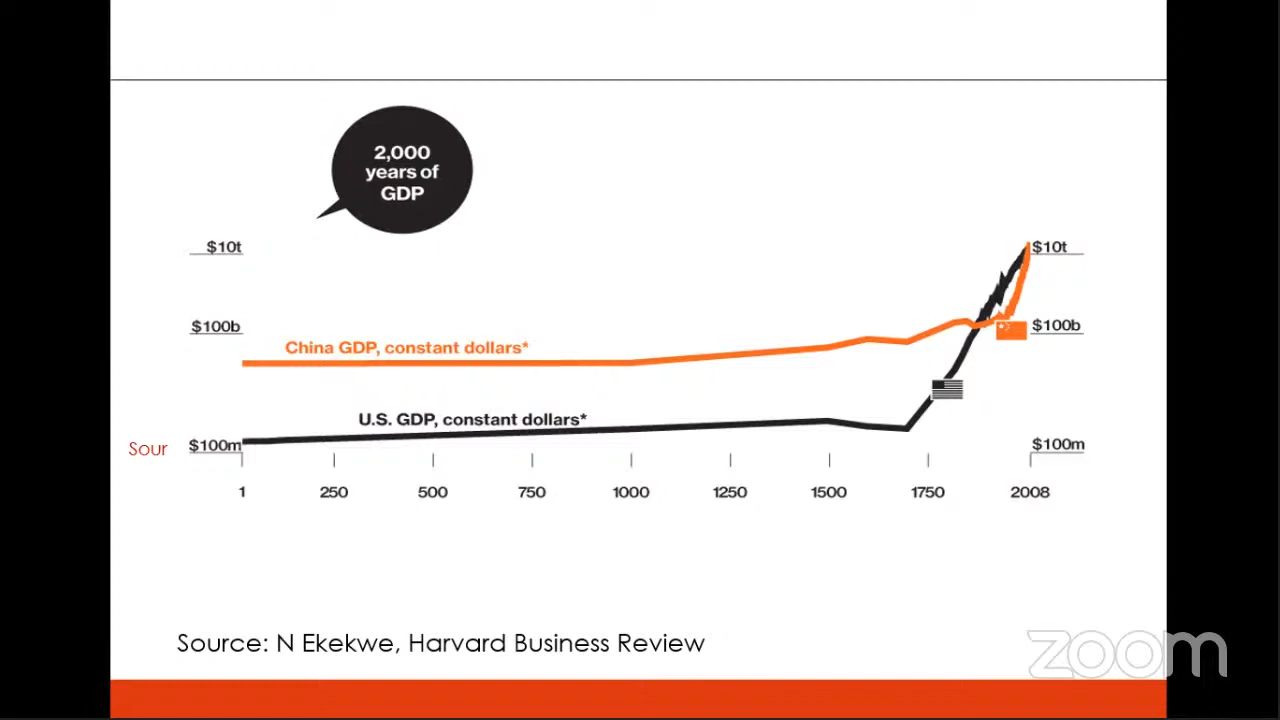 2,000
years of
GDP
$10t
$10t
$100b
$100b
China GDP, constant dollars*
U.S. GDP, constant dollars*
Sour
$100m
$100m
1 250 500 750 1000 1250 1500 1750 2008
Source: N Ekekwe, Harvard Business Review
zoom